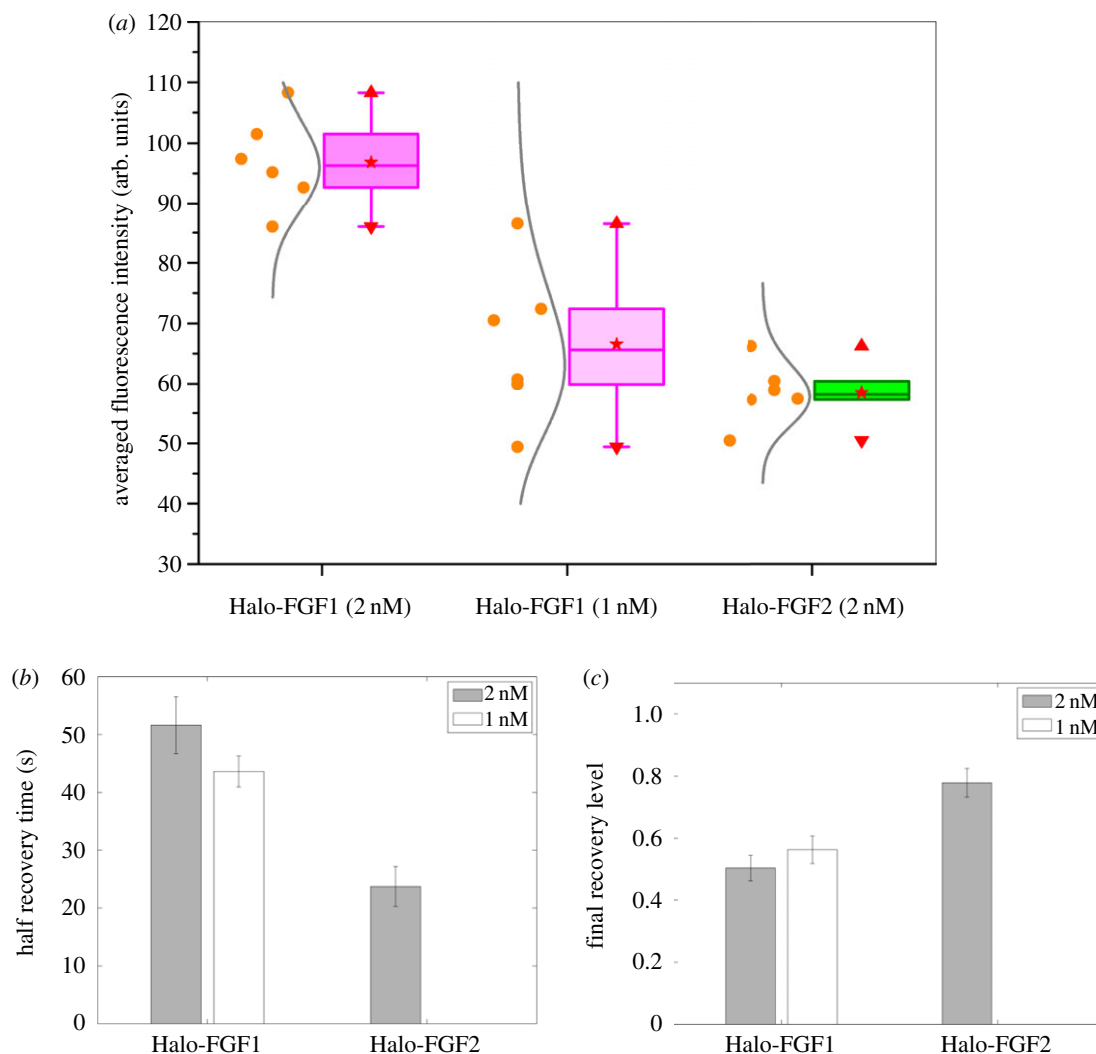 (a)
averaged fluorescence intensity (arb. units)
120
110
100
90
80
70
60
50
40
30
Halo-FGF1 (2 nM)
Halo-FGF1 (1 nM)
Halo-FGF2 (2 nM)
(b)
half recovery time (s)
60
50
40
30
20
10
0
2 nM
1 nM
Halo-FGF1
Halo-FGF2
(c)
final recovery level
1.0
0.8
0.6
0.4
0.2
0
2 nM
1 nM
Halo-FGF1
Halo-FGF2